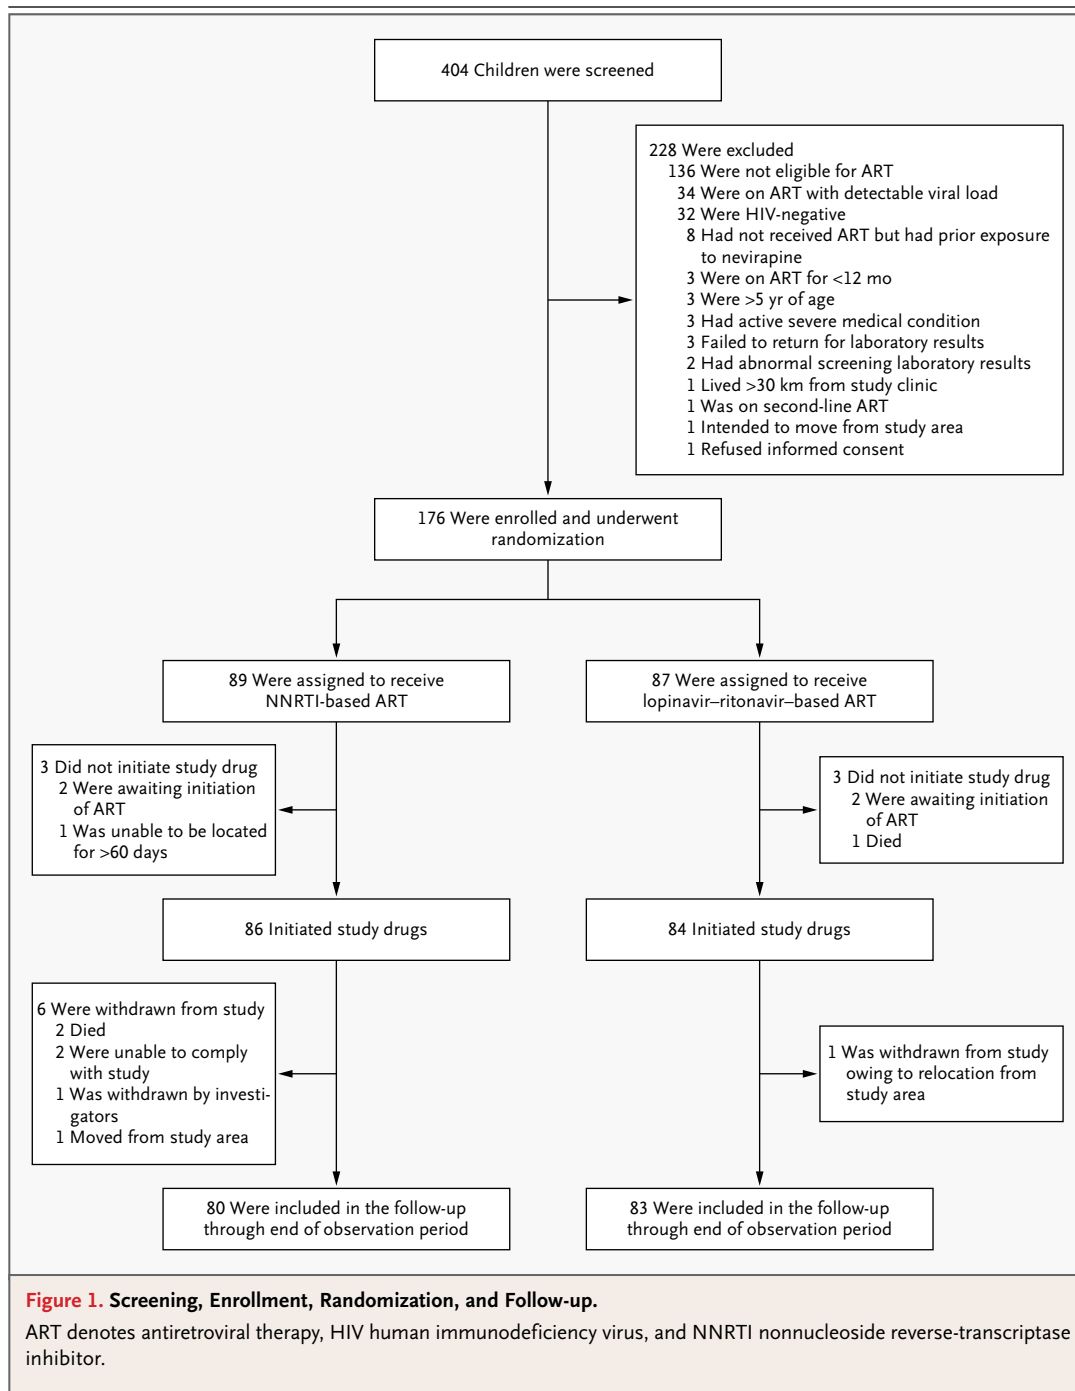 404 Children were screened
228 Were excluded
136 Were not eligible for ART
34 Were on ART with detectable viral load
32 Were HIV-negative
8 Had not received ART but had prior exposure
to nevirapine
3 Were on ART for <12 mo
3 Were >5 yr of age
3 Had active severe medical condition
3 Failed to return for laboratory results
2 Had abnormal screening laboratory results
1 Lived >30 km from study clinic
1 Was on second-line ART
1 Intended to move from study area
1 Refused informed consent
176 Were enrolled and underwent
randomization
89 Were assigned to receive
NNRTI-based ART
87 Were assigned to receive
lopinavir–ritonavir–based ART
3 Did not initiate study drug
2 Were awaiting initiation
of ART
1 Was unable to be located
for >60 days
3 Did not initiate study drug
2 Were awaiting initiation
of ART
1 Died
86 Initiated study drugs
84 Initiated study drugs
6 Were withdrawn from study
2 Died
2 Were unable to comply
with study
1 Was withdrawn by investi-
gators
1 Moved from study area
1 Was withdrawn from study
owing to relocation from
study area
80 Were included in the follow-up
through end of observation period
83 Were included in the follow-up
through end of observation period
Figure 1. Screening, Enrollment, Randomization, and Follow-up.
ART denotes antiretroviral therapy, HIV human immunodeficiency virus, and NNRTI nonnucleoside reverse-transcriptase
inhibitor.